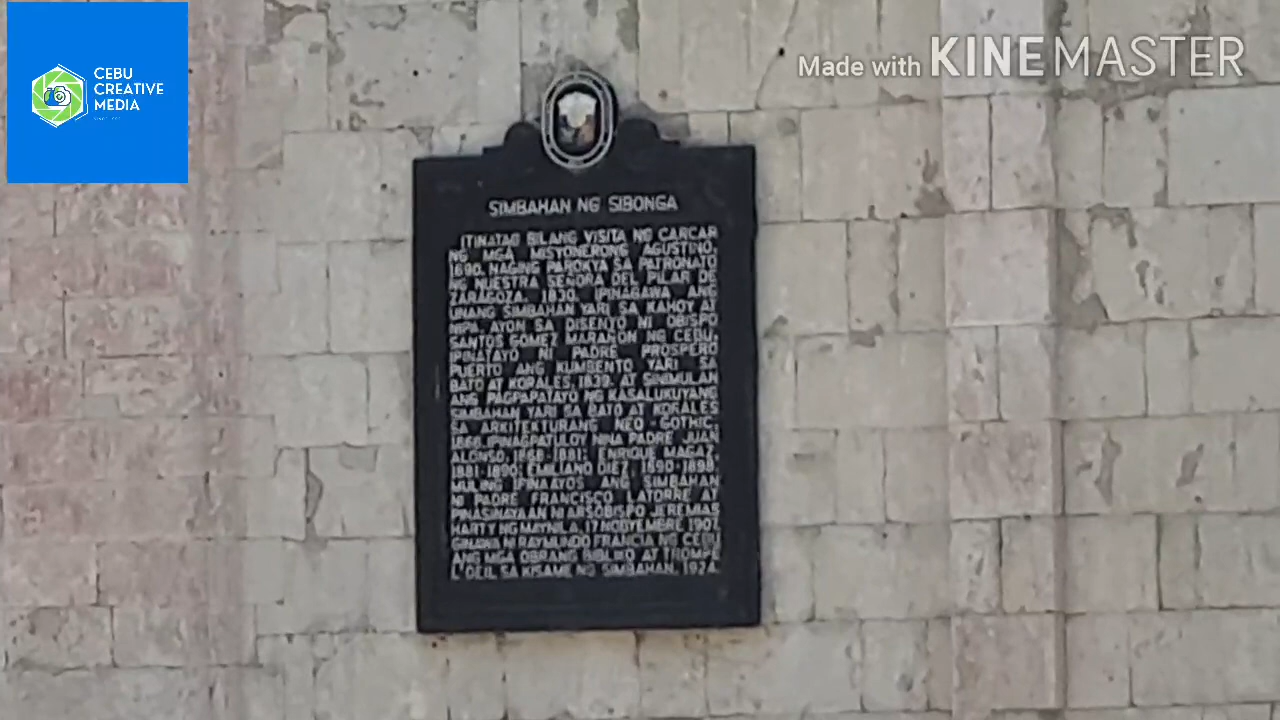 CEBU
CREATIVE
MEDIA
Made with KINEMASTER
SIMBAHAN NG SIBONGA
ITINATAG BILANG VISITA NG CARCAR
NG MGA MISYONERONG AGUSTINO,
1690. NAGING PAROKYA SA PATRONATO
NG NUESTRA SEÑORA DEL PILAR DE
ZARAGOZA, 1830. IPINAGAWA ANG
UNANG SIMBAHAN YARI SA KAHOY AT
NIPA. AYON SA DISENYO NI OBISPO
SANTOS GOMEZ MARAÑON NG CEBU,
IPINATAYO NI PADRE PROSPERO
PUERTO ANG KUMBENTO YARI SA
BATO AT KORALES, 1839. AT SINIMULAN
ANG PAGPAPATAYO NG KASALUKUYANG
SIMBAHAN YARI SA BATO AT KORALES
SA ARKITEKTURANG NEO-GOTHIC,
1868. IPINAGPATULOY NINA PADRE JUAN
ALONSO, 1868-1881; ENRIQUE MAGAZ,
1881-1890; EMILIANO DIEZ, 1890-1898.
MULING IPINAAYOS ANG SIMBAHAN
NI PADRE FRANCISCO LATORRE AT
PINASINAYAAN NI ARSOBISPO JEREMIAS
HARTY NG MAYNILA, 17 NOBYEMBRE 1907.
GINAWA NI RAYMUNDO FRANCIA NG CEBU
ANG MGA OBRANG BIBLIKO AT TROMPE
L'OEIL SA KISAME NG SIMBAHAN, 1924.